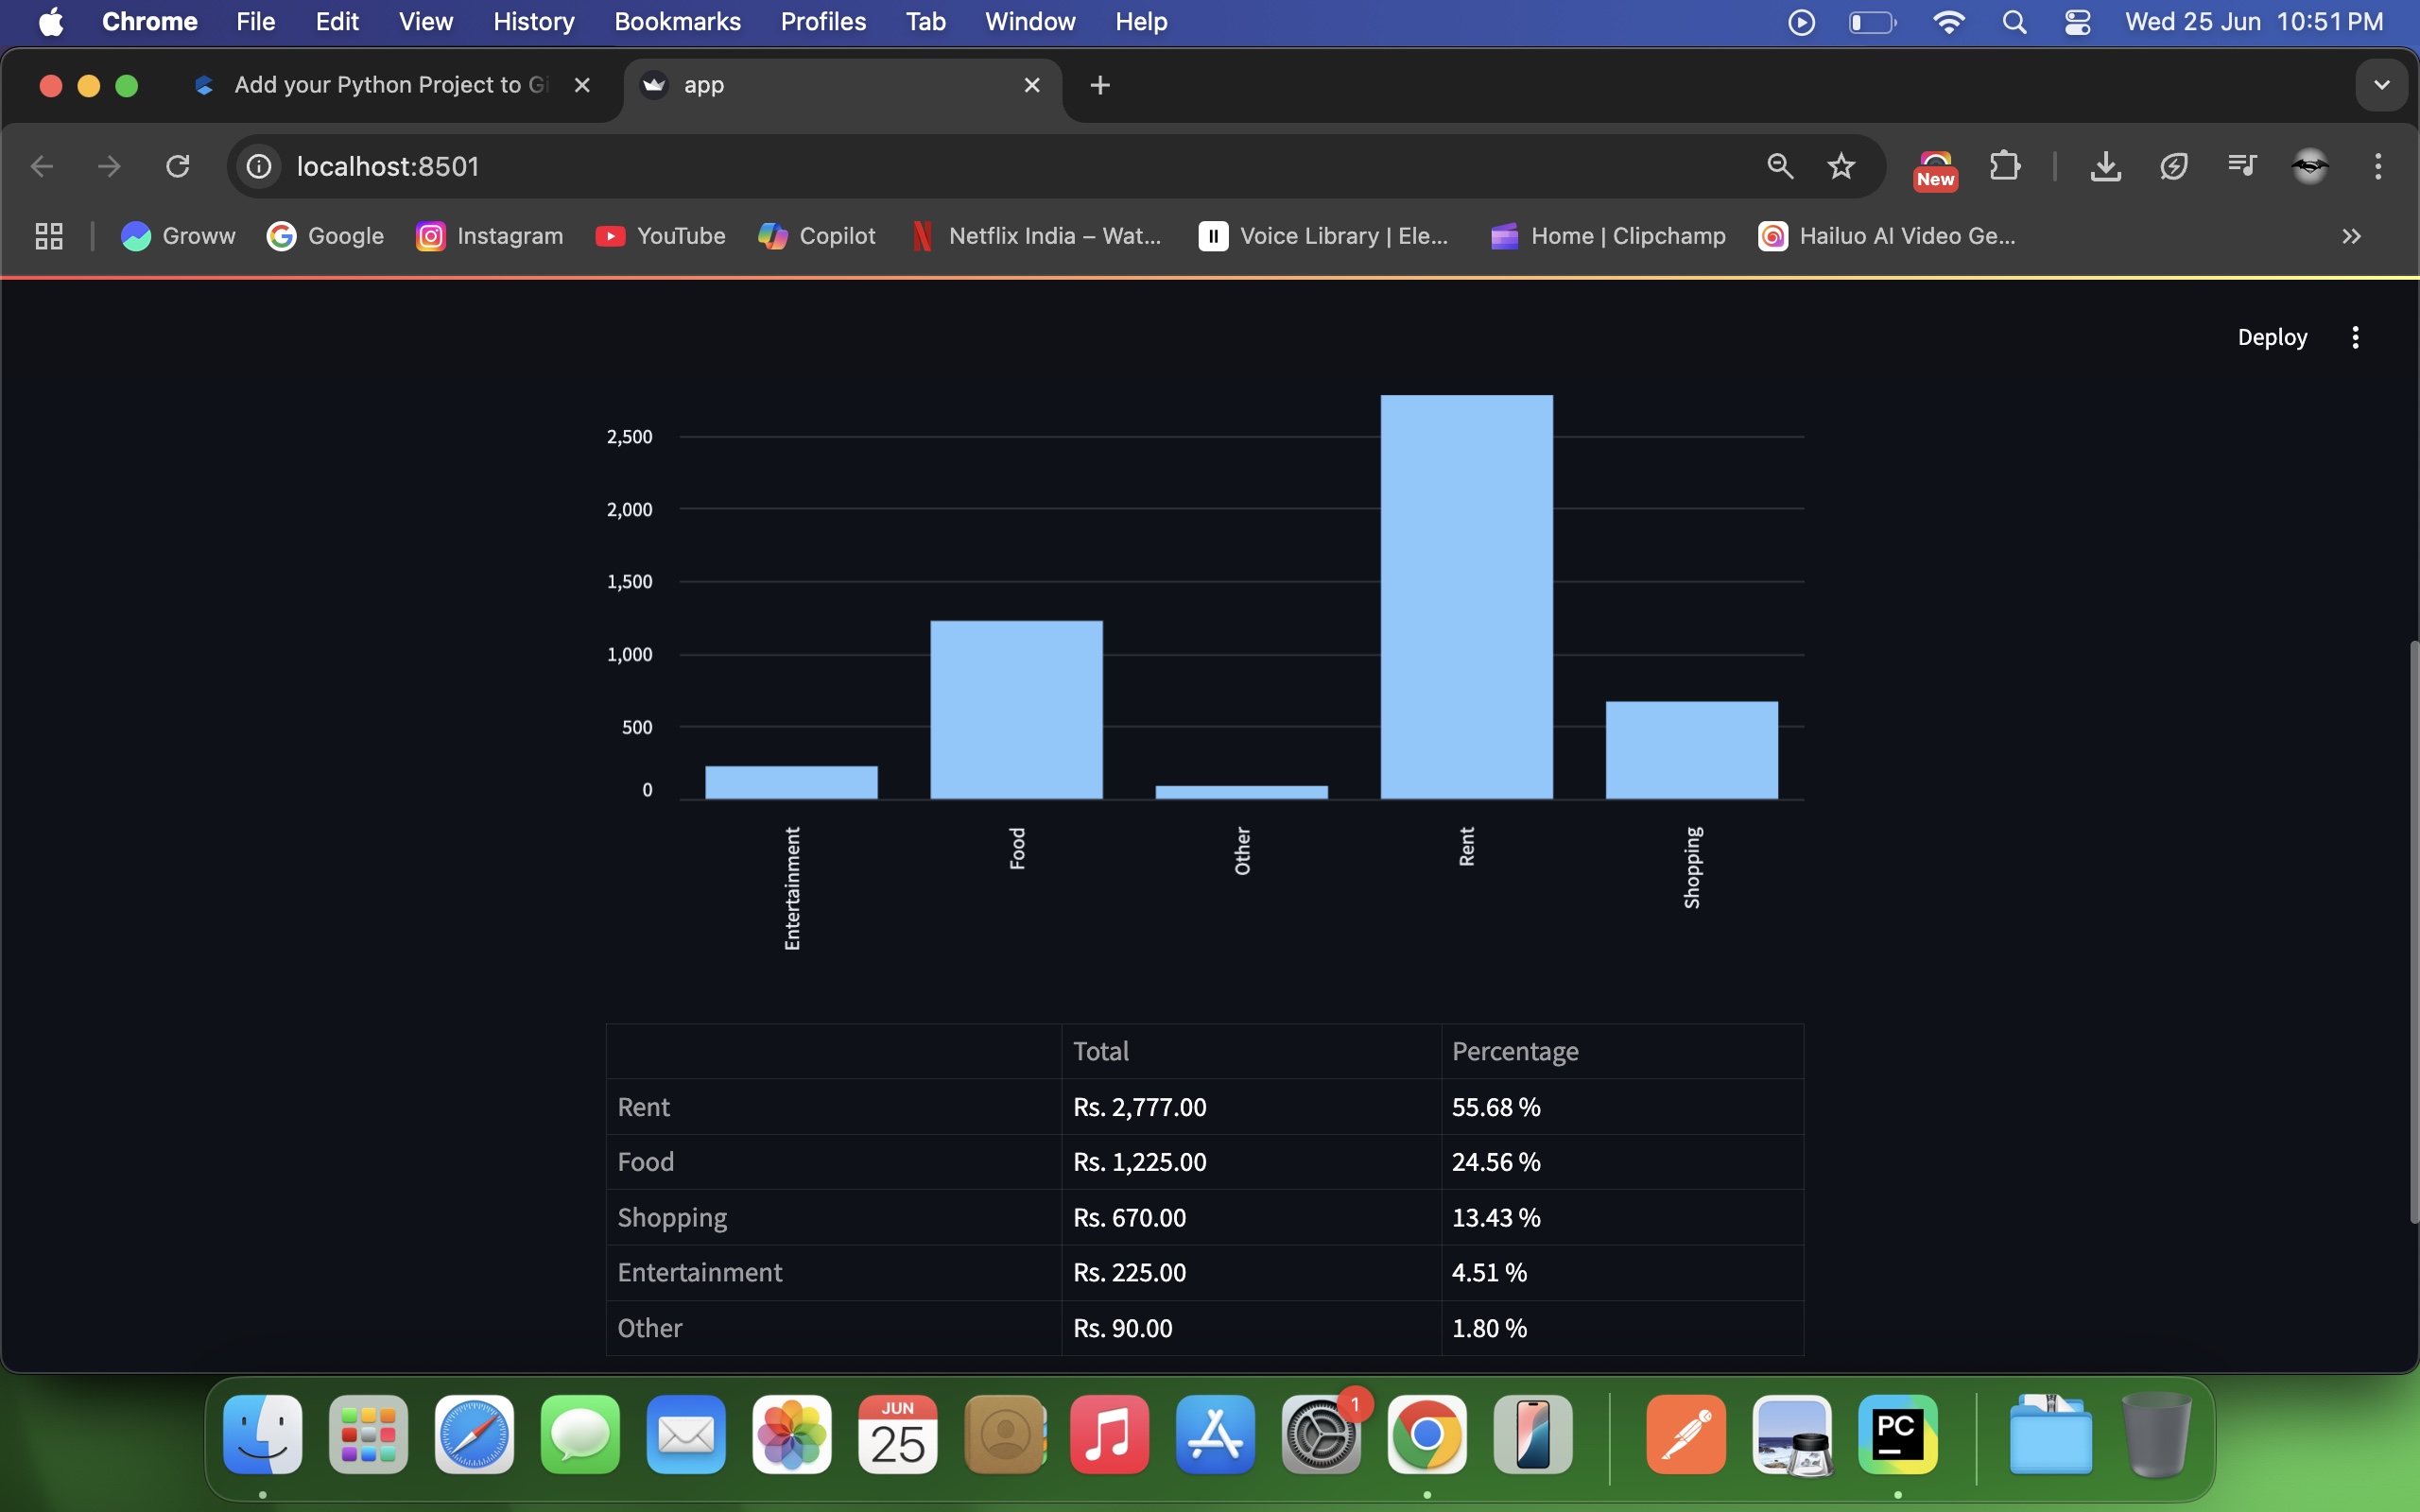 Chrome File Edit View History Bookmarks Profiles Tab Window Help Wed 25 Jun 10:51 PM
Add your Python Project to Gi app
localhost:8501 New
Groww Google Instagram YouTube Copilot Netflix India – Wat... Voice Library | Ele... Home | Clipchamp Hailuo AI Video Ge...
Deploy
2,500
2,000
1,500
1,000
500
0
Entertainment Food Other Rent Shopping
Total Percentage
Rent Rs. 2,777.00 55.68 %
Food Rs. 1,225.00 24.56 %
Shopping Rs. 670.00 13.43 %
Entertainment Rs. 225.00 4.51 %
Other Rs. 90.00 1.80 %
JUN 1
25 PC